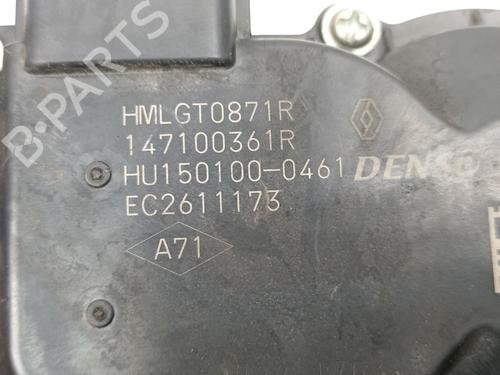 B-PARTS
HMLGT0871R
147100361R
HU150100-0461 DENSO
EC2611173
A71